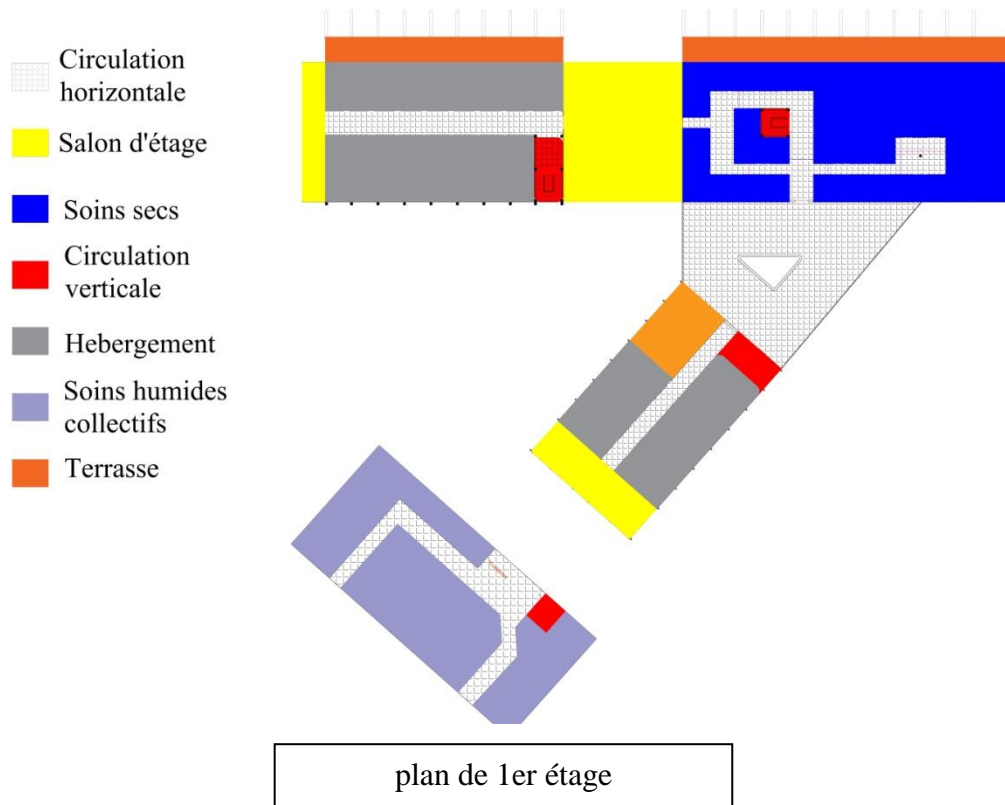 Circulation
horizontale
Salon d'étage
Soins secs
Circulation
verticale
Hebergement
Soins humides
collectifs
Terrasse
plan de 1er étage